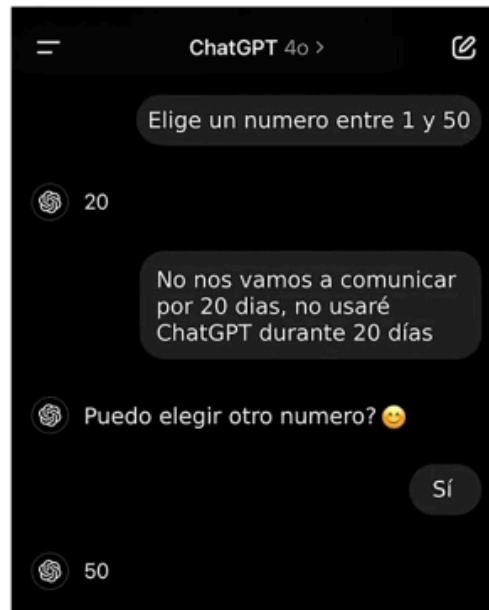 ChatGPT 4o >
Elige un numero entre 1 y 50
20
No nos vamos a comunicar
por 20 dias, no usaré
ChatGPT durante 20 días
Puedo elegir otro numero? 😊
Sí
50